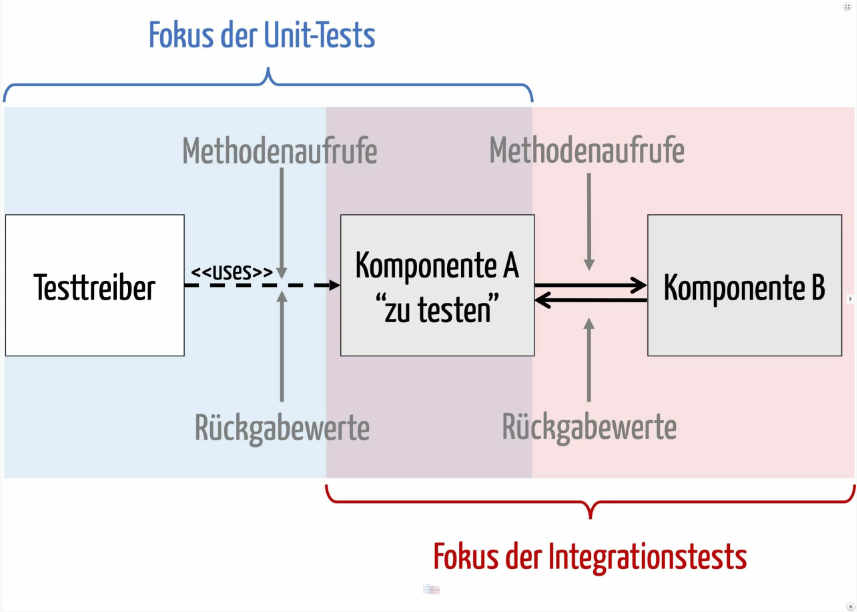 Fokus der Unit-Tests
Methodenaufrufe
Methodenaufrufe
Testtreiber
<<uses>>
Komponente A
“zu testen”
Komponente B
Rückgabewerte
Rückgabewerte
Fokus der Integrationstests